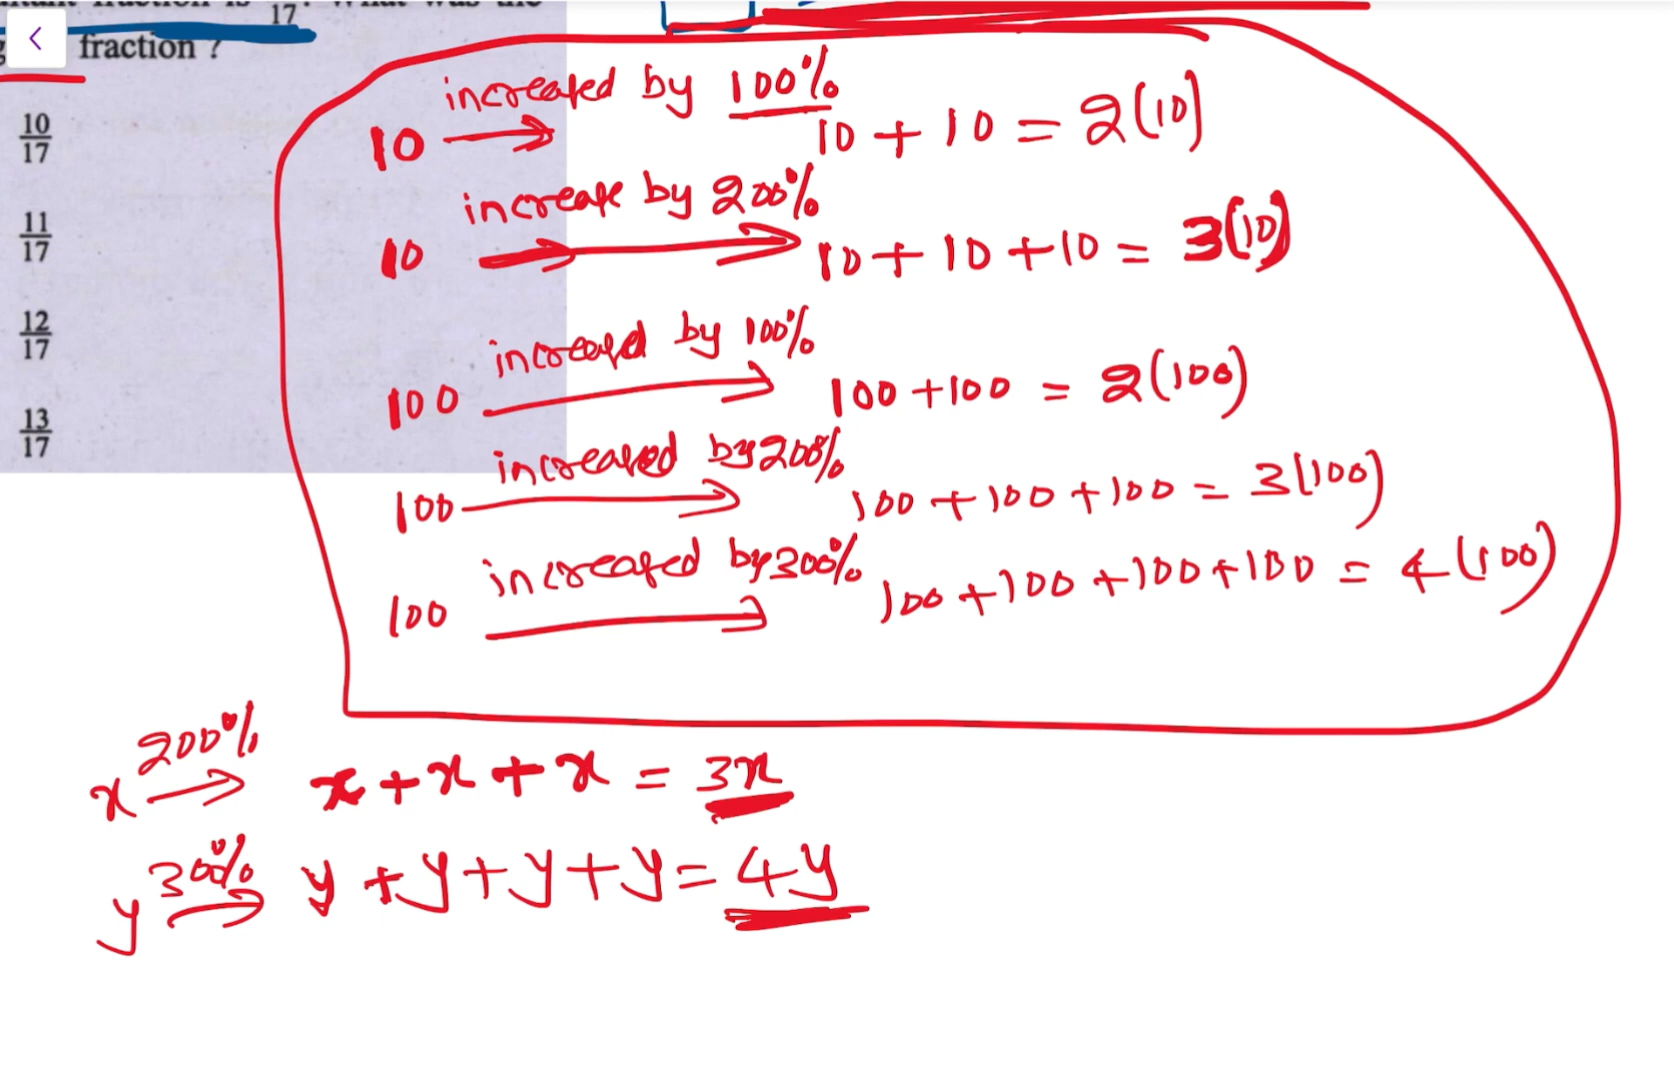 17
fraction ?
10/17
11/17
12/17
13/17
increased by 100%
10 → 10 + 10 = 2(10)
increase by 200%
10 → 10 + 10 + 10 = 3(10)
increased by 100%
100 → 100 + 100 = 2(100)
increased by 200%
100 → 100 + 100 + 100 = 3(100)
increased by 300%
100 → 100 + 100 + 100 + 100 = 4(100)
200%
x → x + x + x = 3x
300%
y → y + y + y + y = 4y